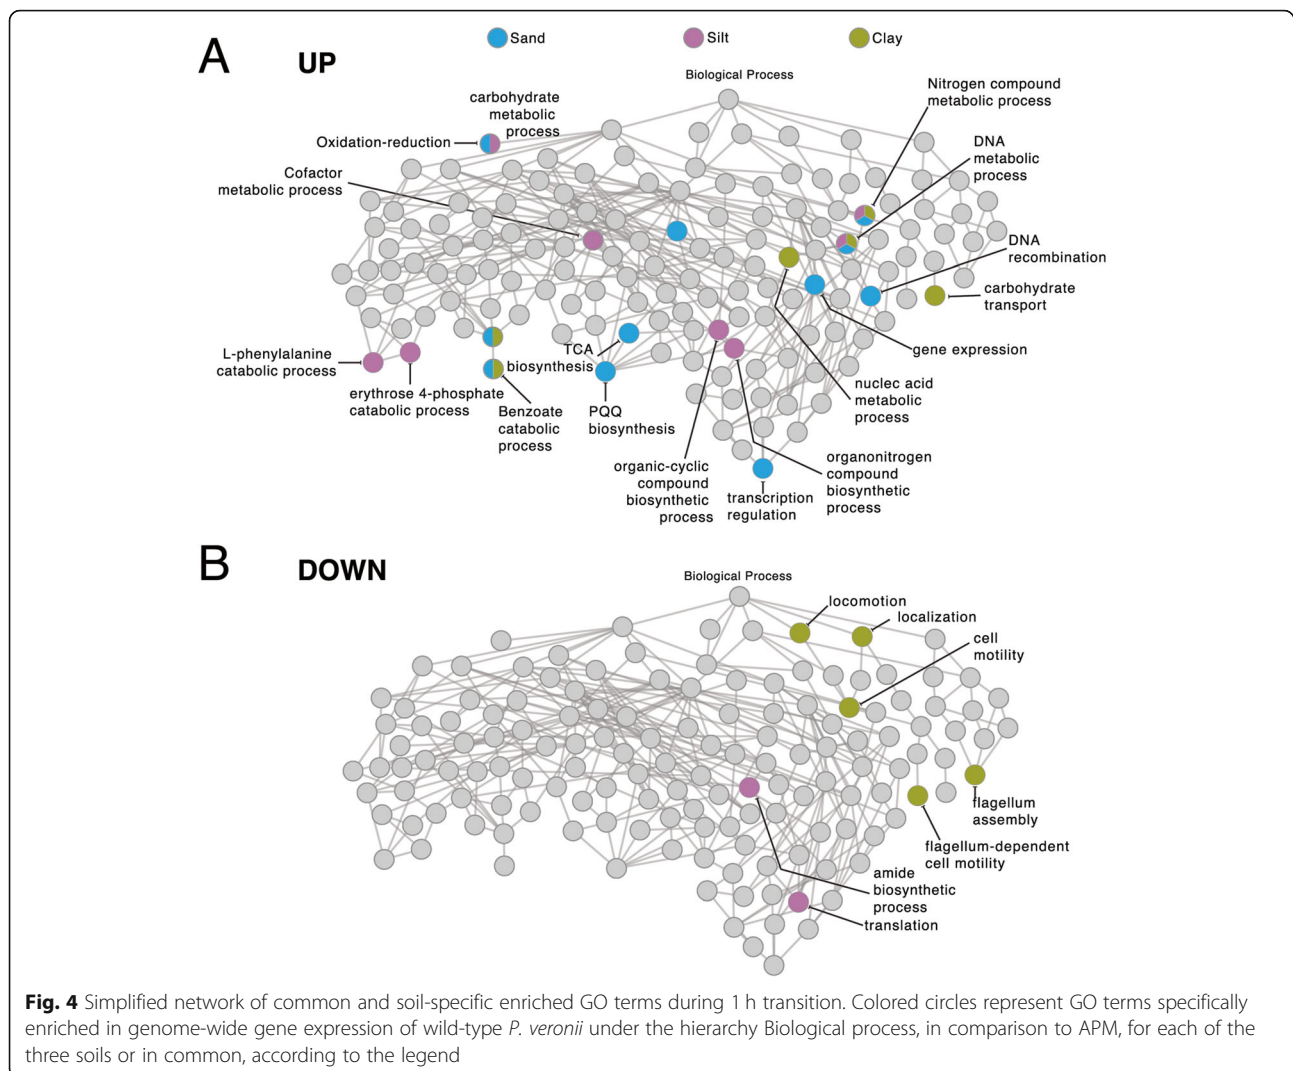 Sand
Silt
Clay
A
UP
Biological Process
carbohydrate
metabolic
process
Oxidation-reduction
Cofactor
metabolic process
Nitrogen compound
metabolic process
DNA
metabolic
process
DNA
recombination
carbohydrate
transport
gene expression
nuclec acid
metabolic
process
L-phenylalanine
catabolic process
erythrose 4-phosphate
catabolic process
Benzoate
catabolic
process
TCA
biosynthesis
PQQ
biosynthesis
organic-cyclic
compound
biosynthetic
process
transcription
regulation
organonitrogen
compound
biosynthetic
process
B
DOWN
Biological Process
locomotion
localization
cell
motility
flagellum
assembly
flagellum-dependent
cell motility
amide
biosynthetic
process
translation
Fig. 4 Simplified network of common and soil-specific enriched GO terms during 1 h transition. Colored circles represent GO terms specifically
enriched in genome-wide gene expression of wild-type P. veronii under the hierarchy Biological process, in comparison to APM, for each of the
three soils or in common, according to the legend